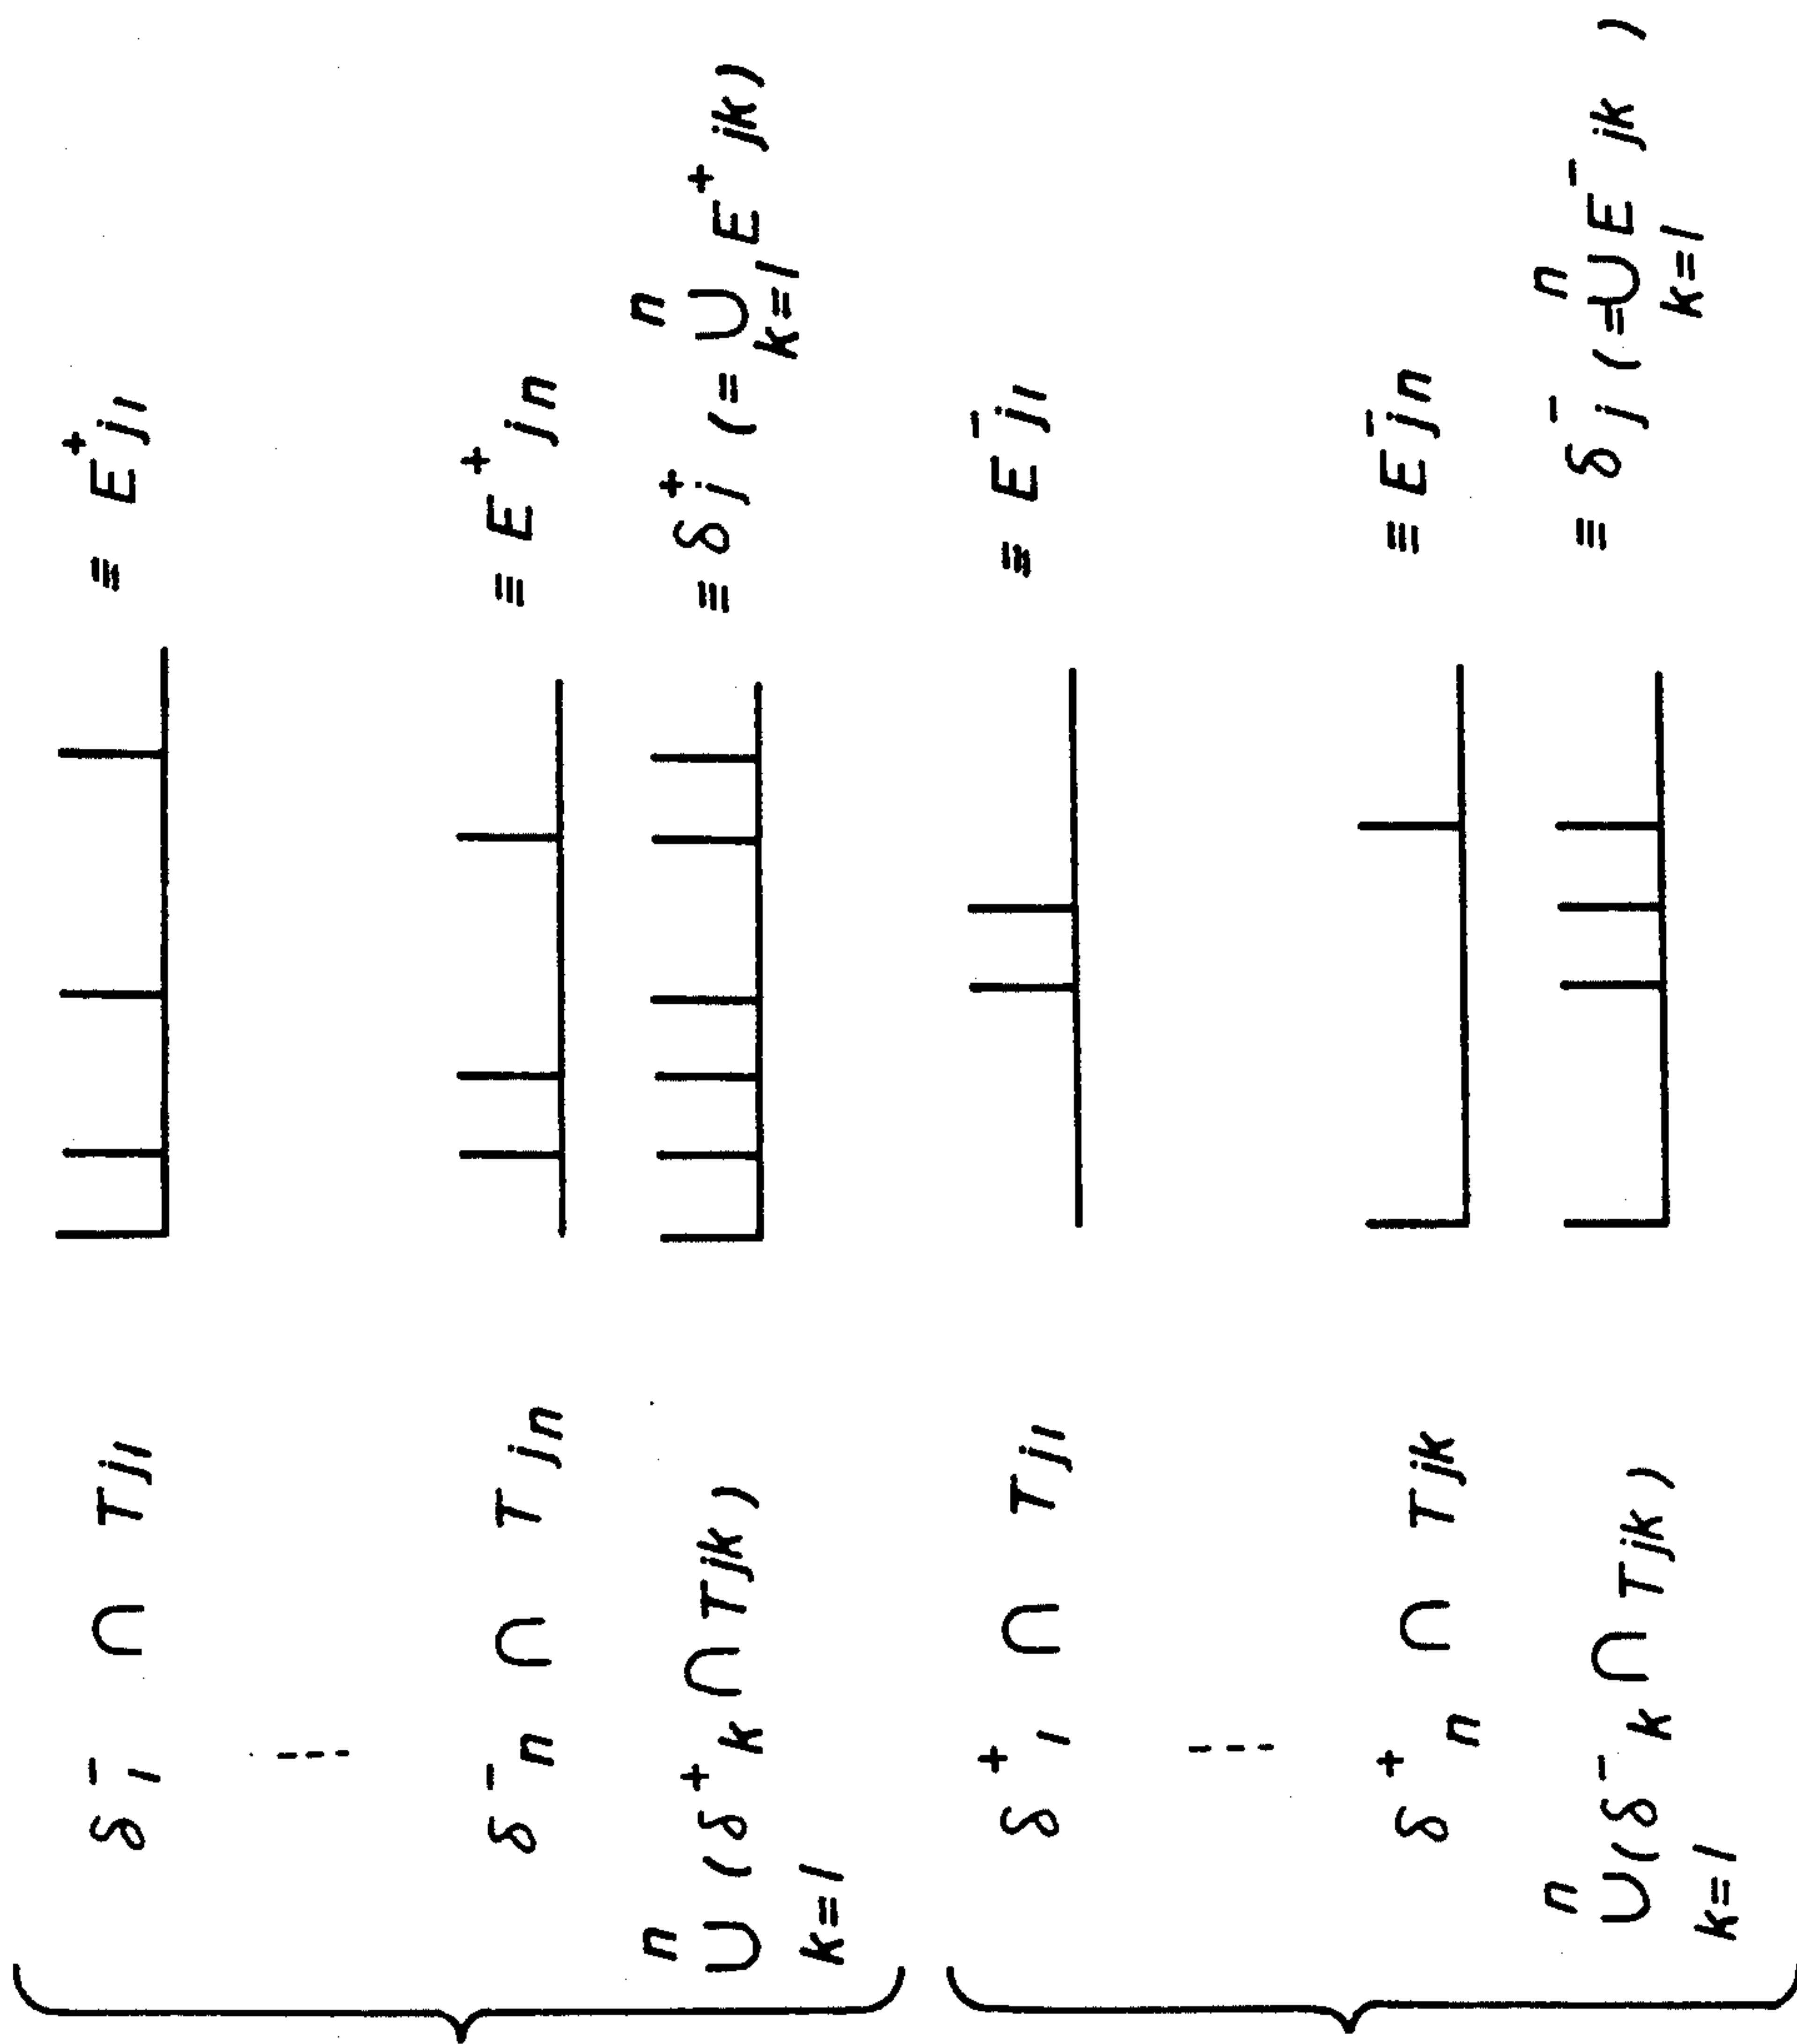 δ⁻₁ ∩ Tj1 ≡ E⁺j1
δ⁻n ∩ Tjn ≡ E⁺jn
n n
∪(δ⁺k ∩ Tjk) ≡ δ⁺j (= ∪ E⁺jk)
k=1 k=1
δ⁺₁ ∩ Tj1 ≡ E⁻j1
δ⁺n ∩ Tjk ≡ E⁻jn
n n
∪(δ⁻k ∩ Tjk) ≡ δ⁻j (=∪E⁻jk)
k=1 k=1